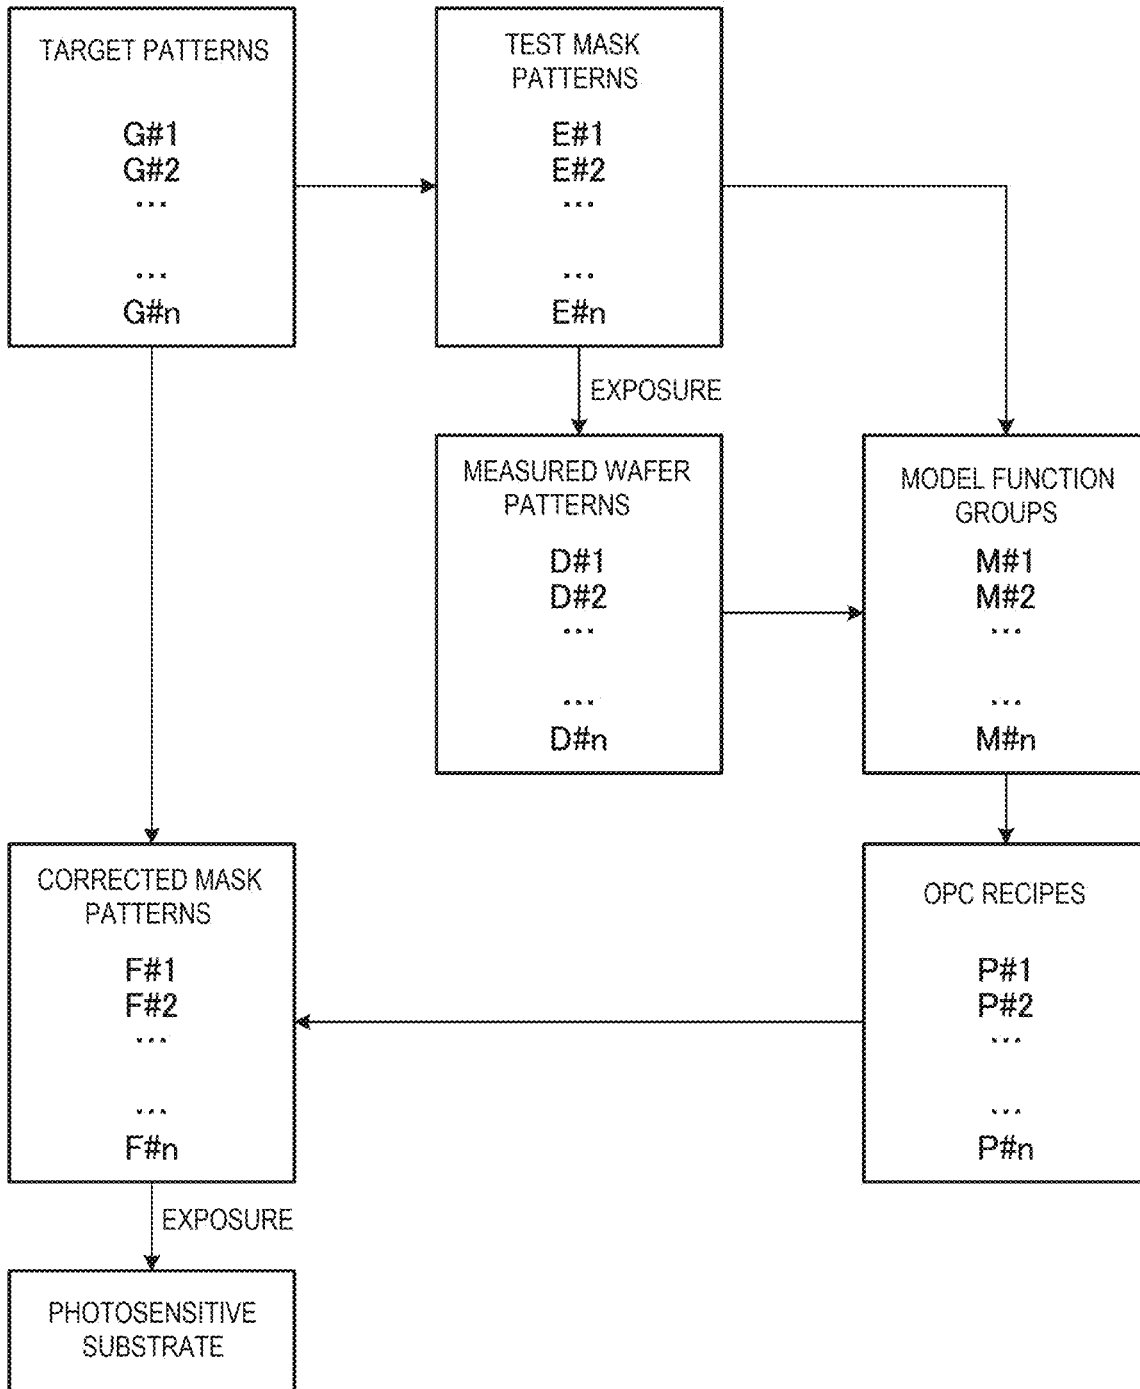 TARGET PATTERNS
G#1
G#2
...
...
G#n
TEST MASK
PATTERNS
E#1
E#2
...
...
E#n
EXPOSURE
MEASURED WAFER
PATTERNS
D#1
D#2
...
...
D#n
MODEL FUNCTION
GROUPS
M#1
M#2
...
...
M#n
CORRECTED MASK
PATTERNS
F#1
F#2
...
...
F#n
OPC RECIPES
P#1
P#2
...
...
P#n
EXPOSURE
PHOTOSENSITIVE
SUBSTRATE